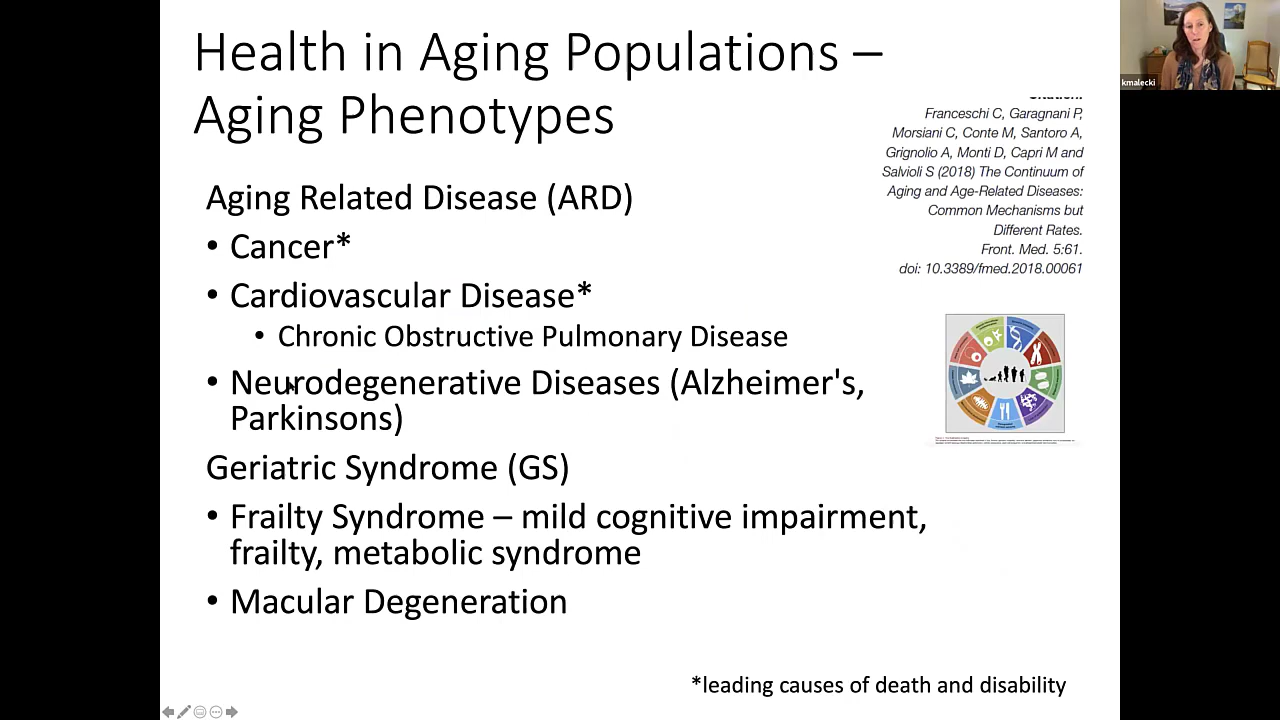 Health in Aging Populations –
Aging Phenotypes
kmalecki
Citation:
Franceschi C, Garagnani P,
Morsiani C, Conte M, Santoro A,
Grignolio A, Monti D, Capri M and
Salvioli S (2018) The Continuum of
Aging and Age-Related Diseases:
Common Mechanisms but
Different Rates.
Front. Med. 5:61.
doi: 10.3389/fmed.2018.00061
Aging Related Disease (ARD)
• Cancer*
• Cardiovascular Disease*
• Chronic Obstructive Pulmonary Disease
• Neurodegenerative Diseases (Alzheimer's,
Parkinsons)
Geriatric Syndrome (GS)
• Frailty Syndrome – mild cognitive impairment,
frailty, metabolic syndrome
• Macular Degeneration
*leading causes of death and disability